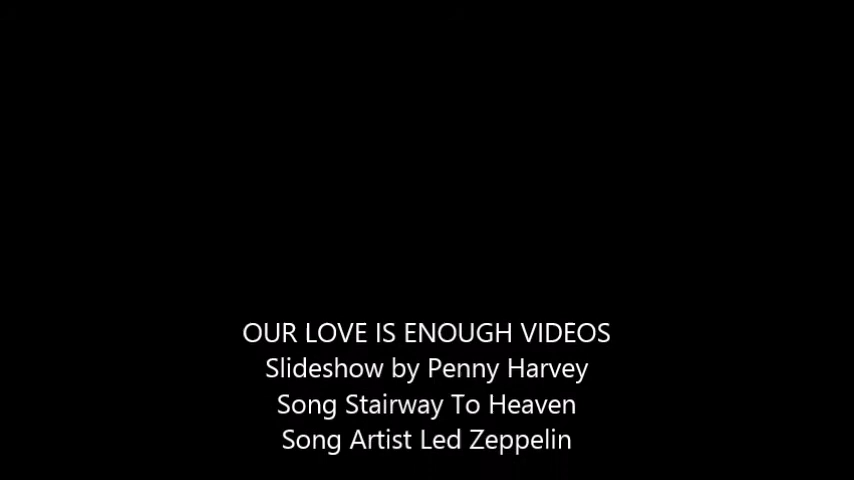 OUR LOVE IS ENOUGH VIDEOS
Slideshow by Penny Harvey
Song Stairway To Heaven
Song Artist Led Zeppelin